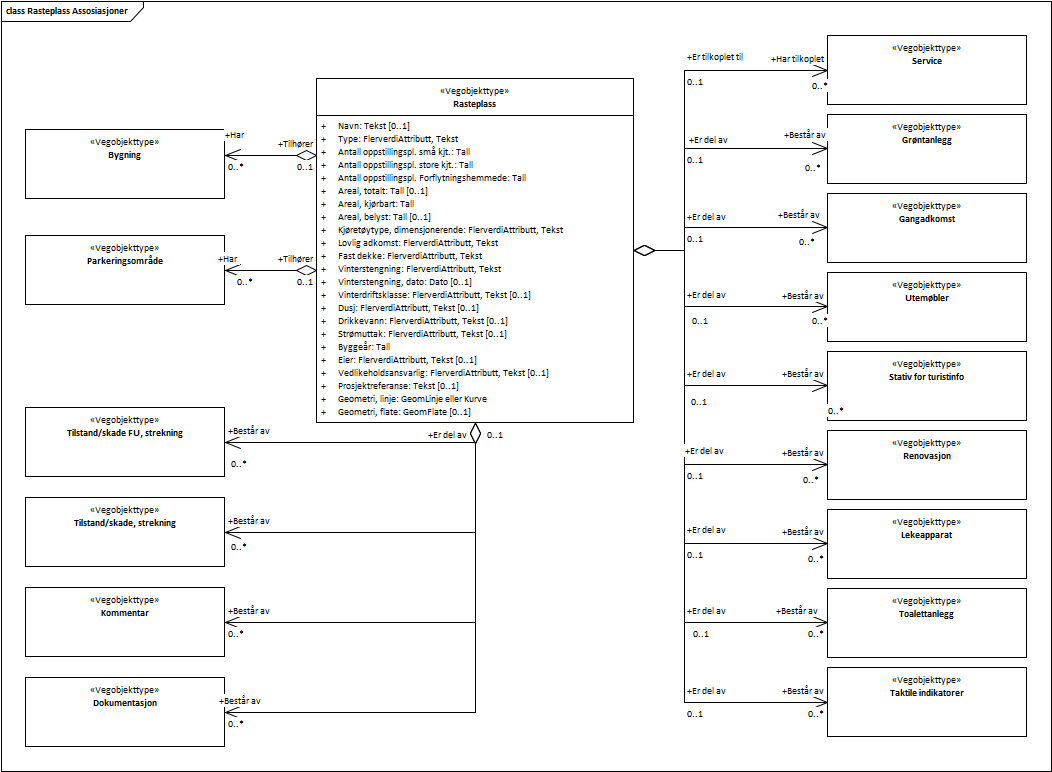 class Rasteplass Assosiasjoner
«Vegobjekttype»
Rasteplass
+ Navn: Tekst [0..1]
+ Type: FlerverdiAttributt, Tekst
+ Antall oppstillingspl. små kjt.: Tall
+ Antall oppstillingspl. store kjt.: Tall
+ Antall oppstillingspl. Forflytningshemmede: Tall
+ Areal, totalt: Tall [0..1]
+ Areal, kjørbart: Tall
+ Areal, belyst: Tall [0..1]
+ Kjøretøytype, dimensjonerende: FlerverdiAttributt, Tekst
+ Lovlig adkomst: FlerverdiAttributt, Tekst
+ Fast dekke: FlerverdiAttributt, Tekst
+ Vinterstengning: FlerverdiAttributt, Tekst
+ Vinterstengning, dato: Dato [0..1]
+ Vinterdriftsklasse: FlerverdiAttributt, Tekst [0..1]
+ Dusj: FlerverdiAttributt, Tekst [0..1]
+ Drikkevann: FlerverdiAttributt, Tekst [0..1]
+ Strømuttak: FlerverdiAttributt, Tekst [0..1]
+ Byggeår: Tall
+ Eier: FlerverdiAttributt, Tekst [0..1]
+ Vedlikeholdsansvarlig: FlerverdiAttributt, Tekst [0..1]
+ Prosjektreferanse: Tekst [0..1]
+ Geometri, linje: GeomLinje eller Kurve
+ Geometri, flate: GeomFlate [0..1]
«Vegobjekttype»
Bygning
+Har
0..*
+Tilhører
0..1
«Vegobjekttype»
Parkeringsområde
+Har
0..*
+Tilhører
0..1
+Er del av
0..1
«Vegobjekttype»
Tilstand/skade FU, strekning
+Består av
0..*
«Vegobjekttype»
Tilstand/skade, strekning
+Består av
0..*
«Vegobjekttype»
Kommentar
+Består av
0..*
«Vegobjekttype»
Dokumentasjon
+Består av
0..*
+Er tilkoplet til
0..1
+Har tilkoplet
0..*
«Vegobjekttype»
Service
+Er del av
0..1
+Består av
0..*
«Vegobjekttype»
Grøntanlegg
+Er del av
0..1
+Består av
0..*
«Vegobjekttype»
Gangadkomst
+Er del av
0..1
+Består av
0..*
«Vegobjekttype»
Utemøbler
+Er del av
0..1
+Består av
0..*
«Vegobjekttype»
Stativ for turistinfo
+Er del av
0..1
+Består av
0..*
«Vegobjekttype»
Renovasjon
+Er del av
0..1
+Består av
0..*
«Vegobjekttype»
Lekeapparat
+Er del av
0..1
+Består av
0..*
«Vegobjekttype»
Toalettanlegg
+Er del av
0..1
+Består av
0..*
«Vegobjekttype»
Taktile indikatorer